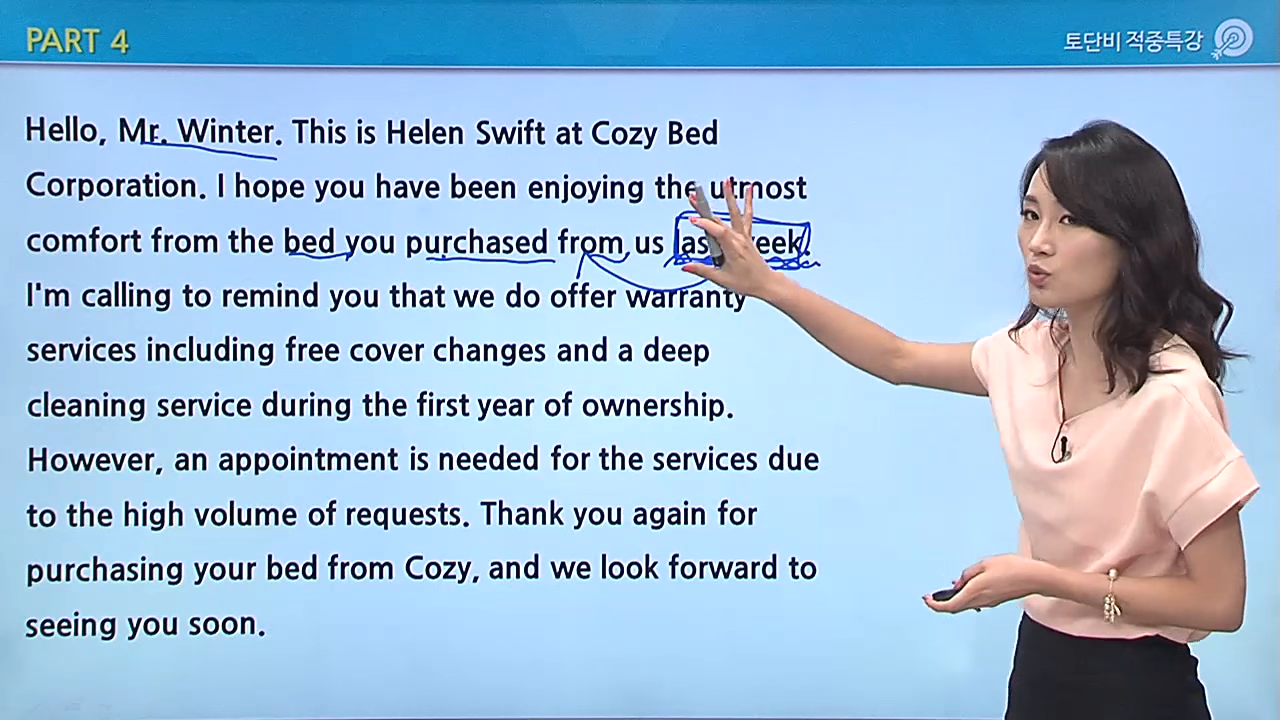 PART 4
토단비 적중특강
Hello, Mr. Winter. This is Helen Swift at Cozy Bed
Corporation. I hope you have been enjoying the utmost
comfort from the bed you purchased from us last week.
I'm calling to remind you that we do offer warranty
services including free cover changes and a deep
cleaning service during the first year of ownership.
However, an appointment is needed for the services due
to the high volume of requests. Thank you again for
purchasing your bed from Cozy, and we look forward to
seeing you soon.